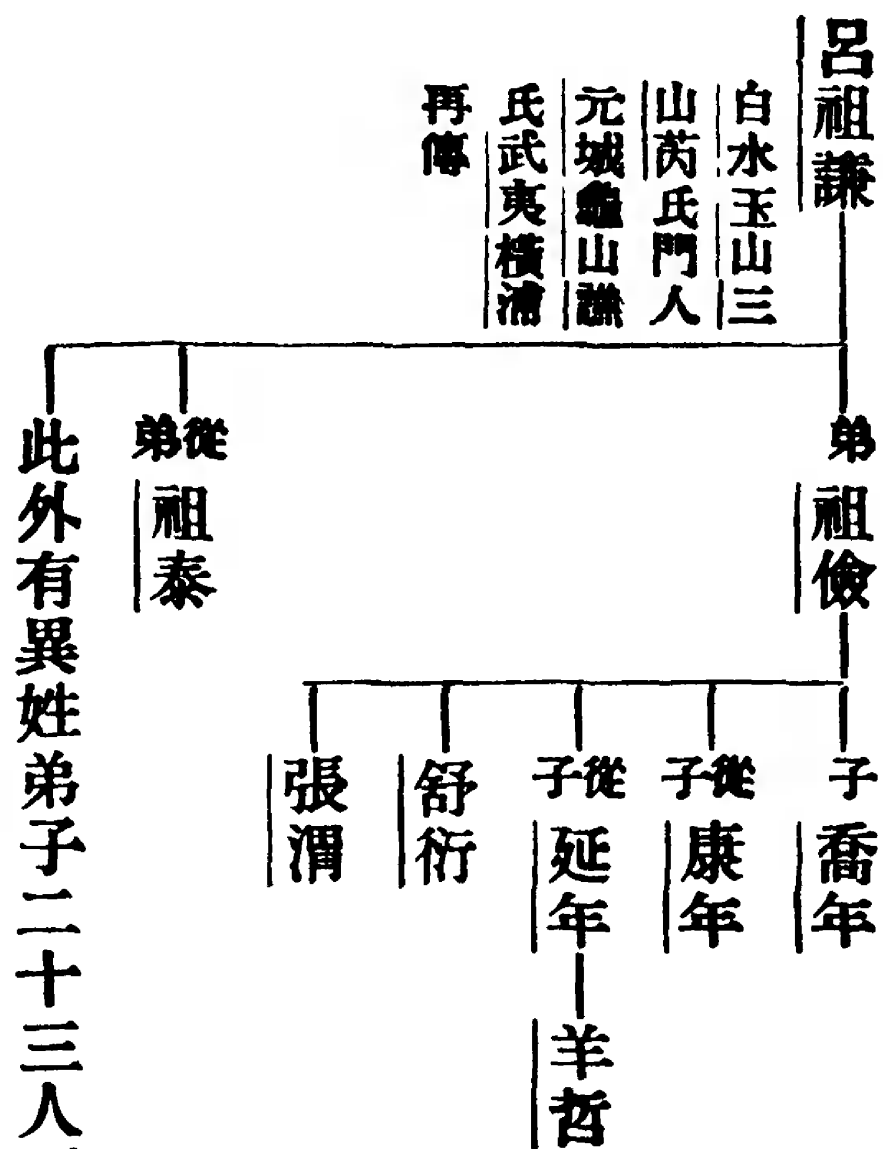 呂祖謙
白水玉山三
山芮氏門人
元城龜山譙
氏武夷橫浦
再傳
弟
祖儉
子
喬年
從子
康年
從子
延年
羊哲
舒衍
張渭
從弟
祖泰
此外有異姓弟子二十三人